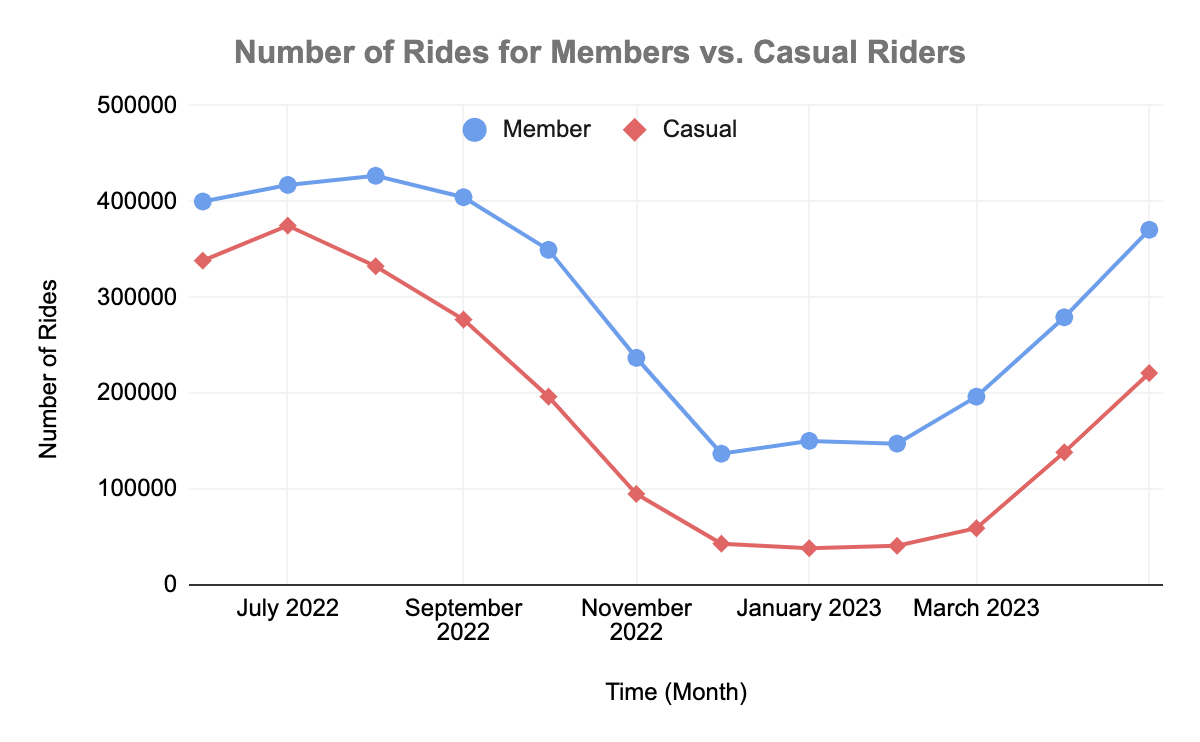 Number of Rides for Members vs. Casual Riders
500000
Member
Casual
400000
300000
200000
100000
0
Number of Rides
July 2022
September
2022
November
2022
January 2023
March 2023
Time (Month)